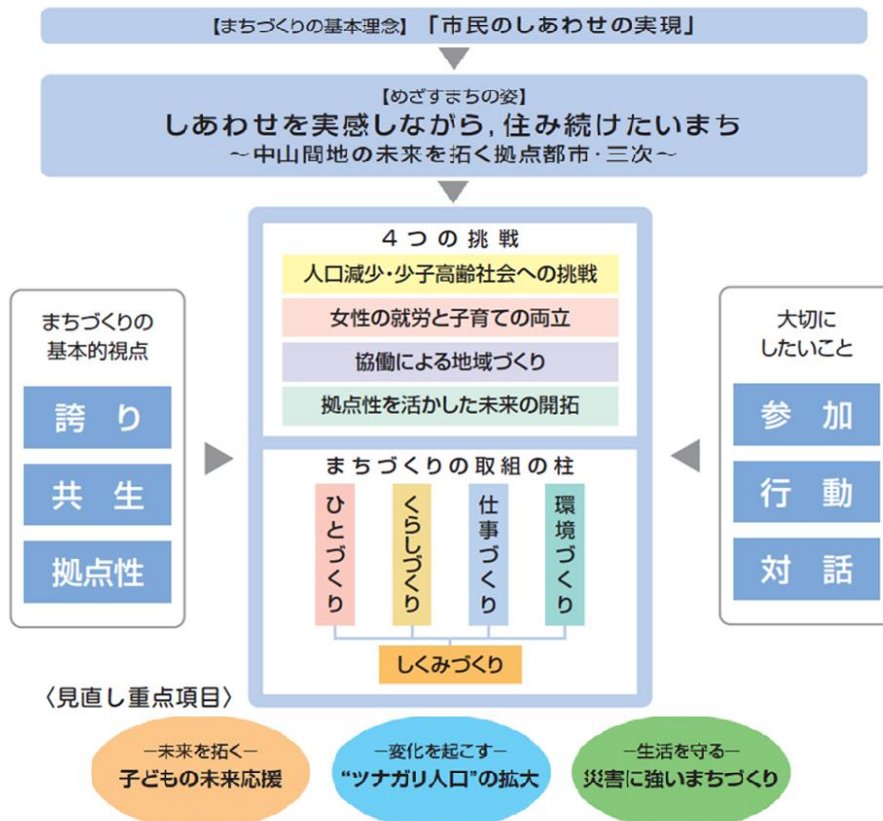 【まちづくりの基本理念】「市民のしあわせの実現」
【めざすまちの姿】
しあわせを実感しながら，住み続けたいまち
～中山間地の未来を拓く拠点都市・三次～
まちづくりの
基本的視点
誇り
共生
拠点性
4つの挑戦
人口減少・少子高齢社会への挑戦
女性の就労と子育ての両立
協働による地域づくり
拠点性を活かした未来の開拓
まちづくりの取組の柱
ひとづくり
くらしづくり
仕事づくり
環境づくり
しくみづくり
大切に
したいこと
参加
行動
対話
〈見直し重点項目〉
―未来を拓く―
子どもの未来応援
―変化を起こす―
“ツナガリ人口”の拡大
―生活を守る―
災害に強いまちづくり